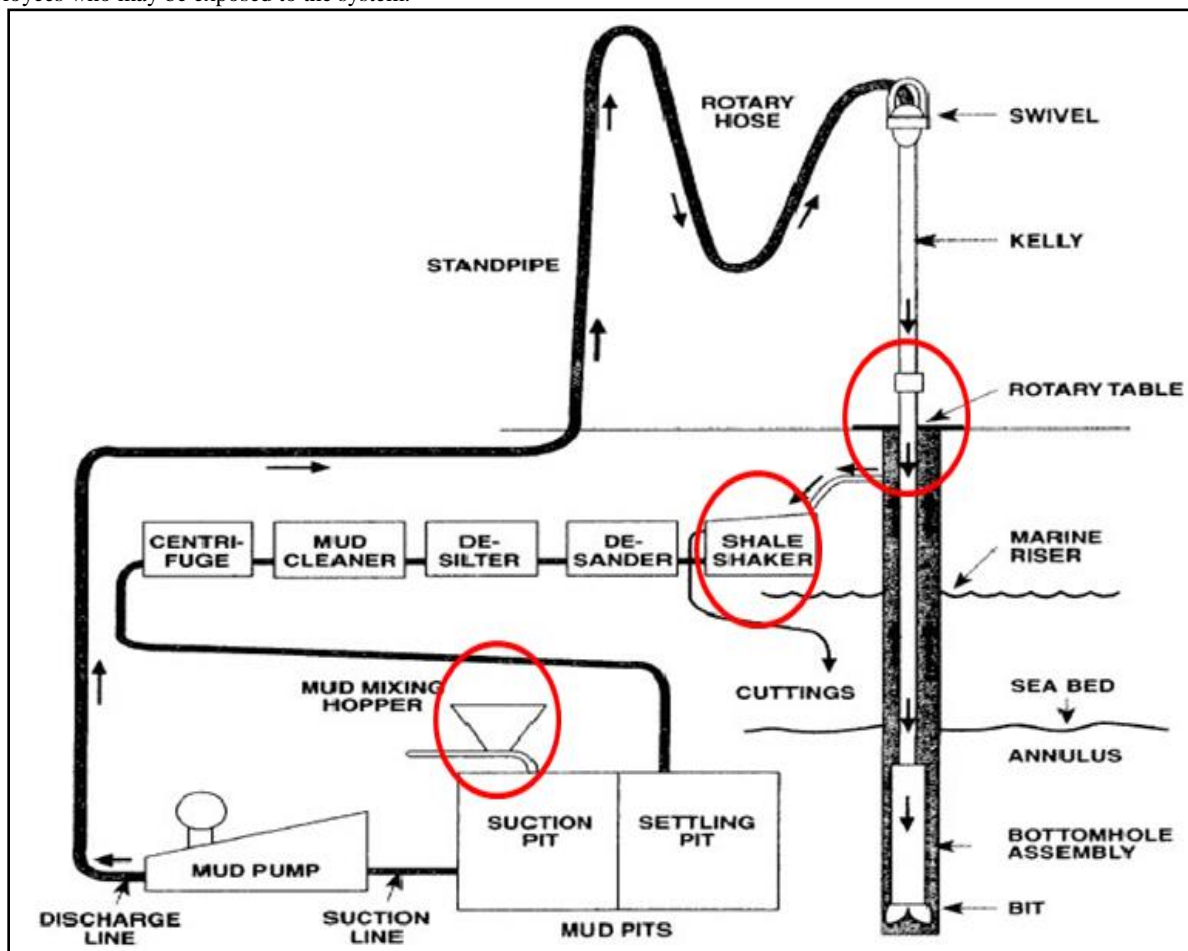 ROTARY
HOSE
SWIVEL
KELLY
STANDPIPE
ROTARY TABLE
CENTRI-
FUGE
MUD
CLEANER
DE-
SILTER
DE-
SANDER
SHALE
SHAKER
MARINE
RISER
MUD MIXING
HOPPER
CUTTINGS
SEA BED
ANNULUS
SUCTION
PIT
SETTLING
PIT
BOTTOMHOLE
ASSEMBLY
MUD PUMP
BIT
DISCHARGE
LINE
SUCTION
LINE
MUD PITS